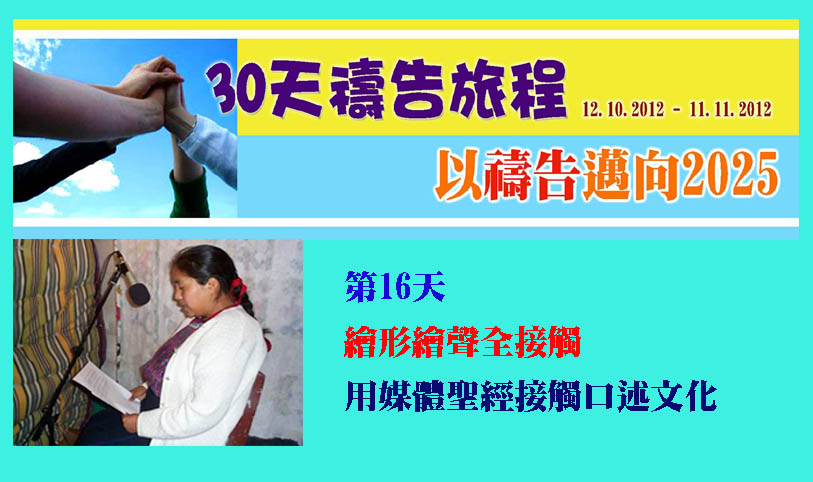 30天禱告旅程 12.10.2012 - 11.11.2012
以禱告邁向2025
第16天
繪形繪聲全接觸
用媒體聖經接觸口述文化